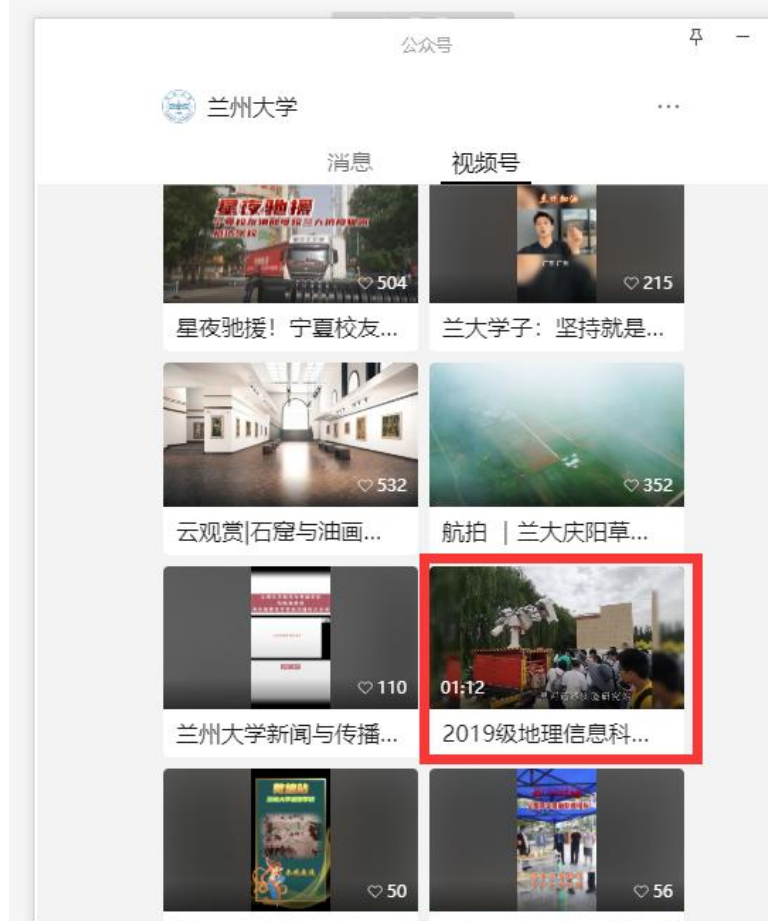 公众号
兰州大学
消息
视频号
星夜驰援
504
215
星夜驰援！宁夏校友...
兰大学子：坚持就是...
532
352
云观赏|石窟与油画...
航拍 ｜兰大庆阳草...
110
01:12
兰州大学新闻与传播...
2019级地理信息科...
50
56